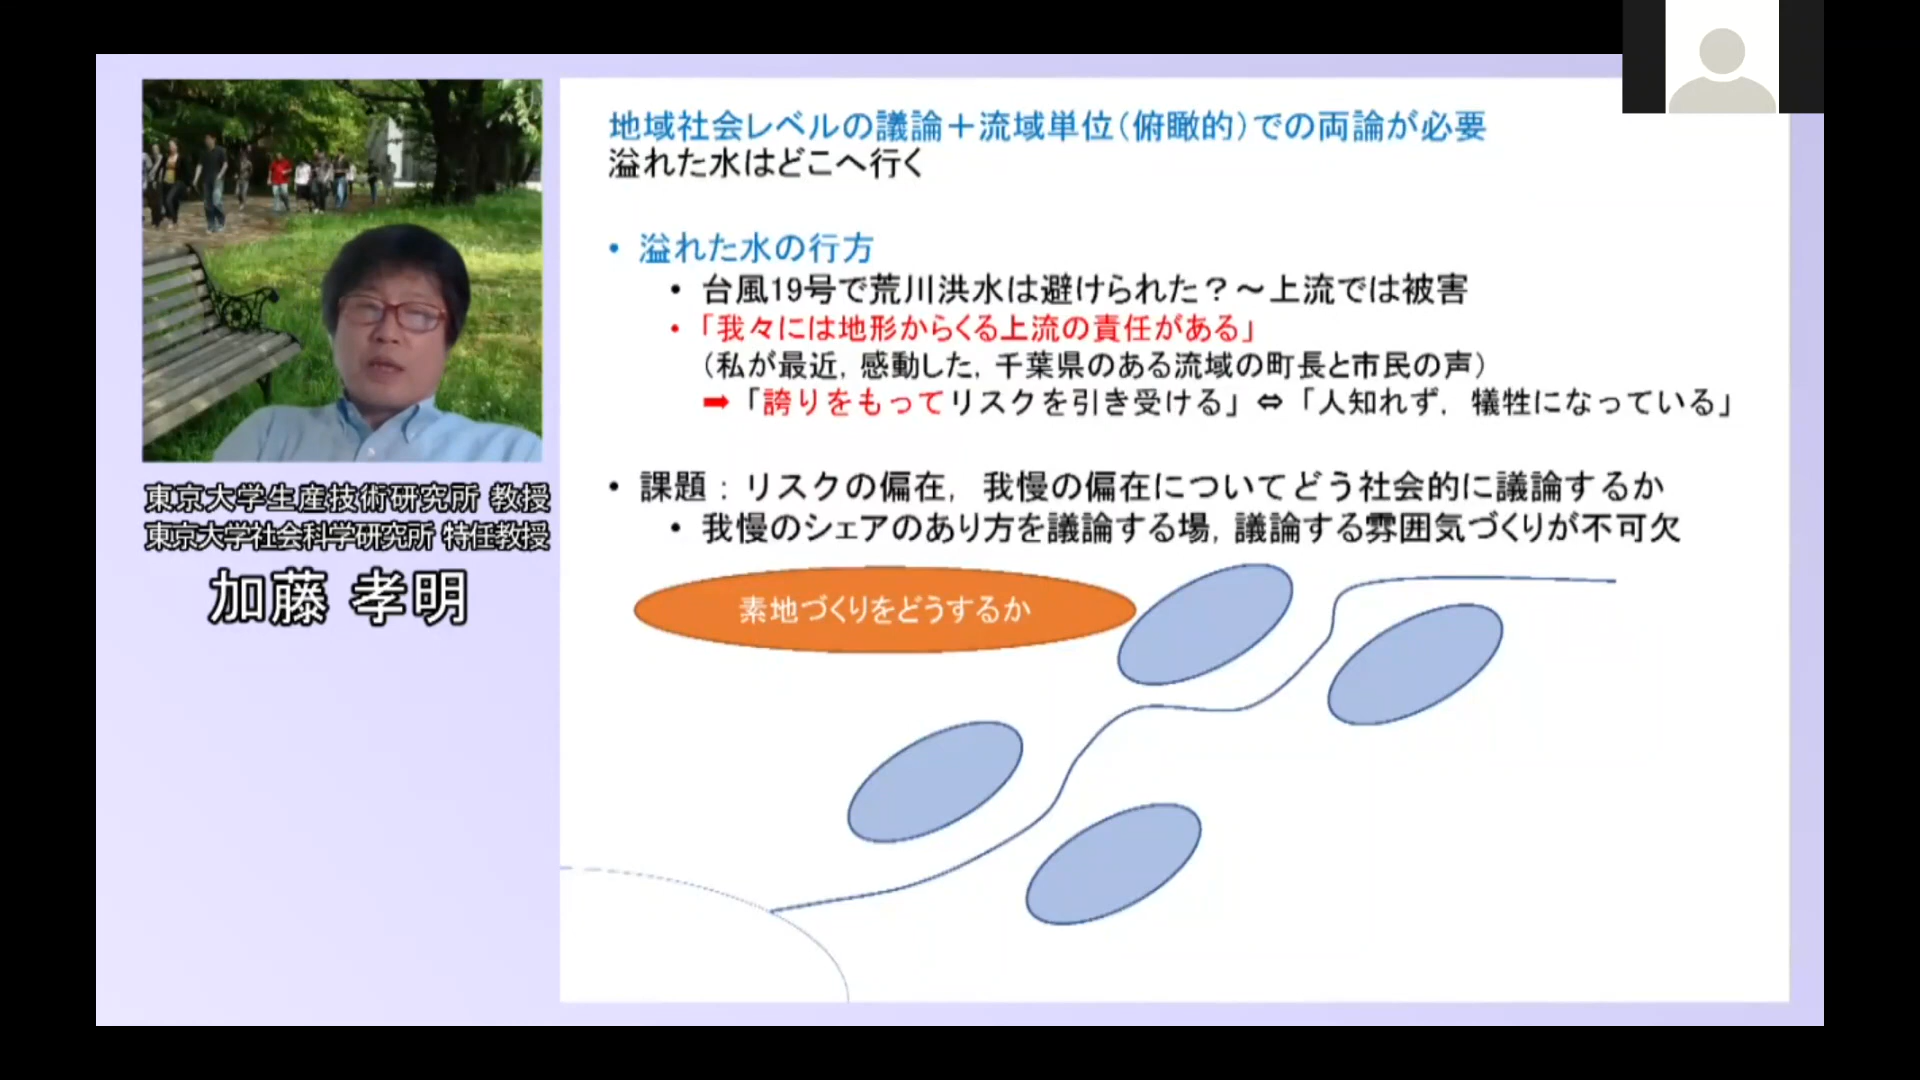 地域社会レベルの議論＋流域単位（俯瞰的）での両論が必要
溢れた水はどこへ行く
• 溢れた水の行方
• 台風19号で荒川洪水は避けられた？～上流では被害
• 「我々には地形からくる上流の責任がある」
（私が最近，感動した，千葉県のある流域の町長と市民の声）
➡「誇りをもってリスクを引き受ける」⇔「人知れず，犠牲になっている」
• 課題：リスクの偏在，我慢の偏在についてどう社会的に議論するか
• 我慢のシェアのあり方を議論する場，議論する雰囲気づくりが不可欠
素地づくりをどうするか
東京大学生産技術研究所 教授
東京大学社会科学研究所 特任教授
加藤 孝明